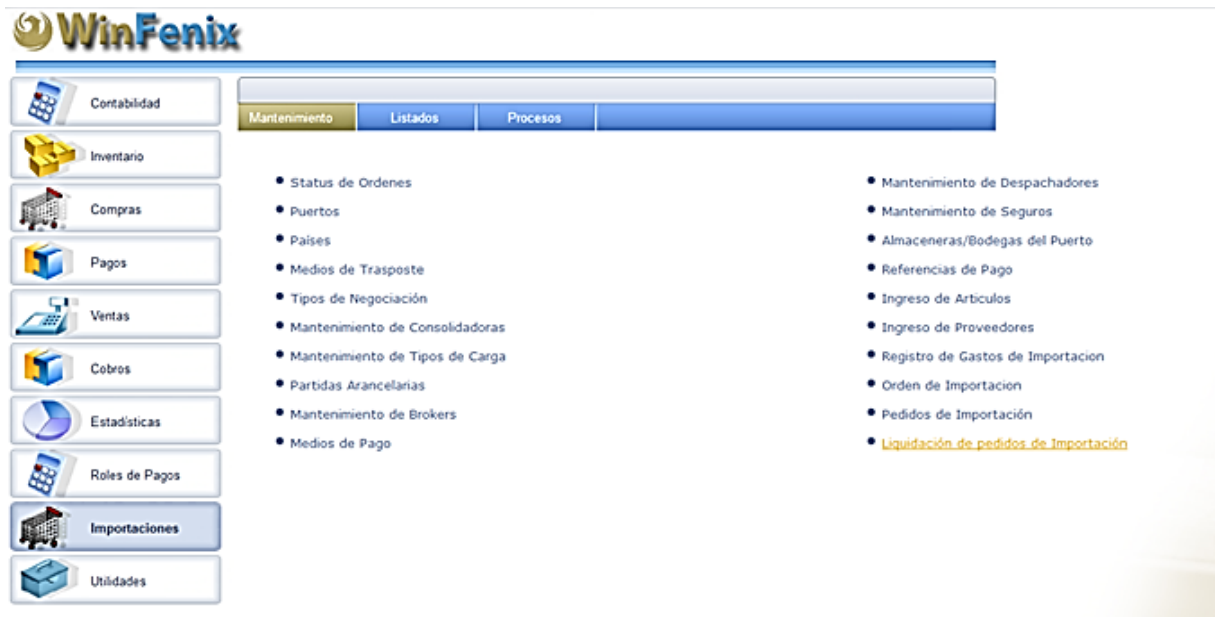 WinFenix
Contabilidad
Inventario
Compras
Pagos
Ventas
Cobros
Estadísticas
Roles de Pagos
Importaciones
Utilidades
Mantenimiento
Listados
Procesos
Status de Ordenes
Puertos
Países
Medios de Trasposte
Tipos de Negociación
Mantenimiento de Consolidadoras
Mantenimiento de Tipos de Carga
Partidas Arancelarias
Mantenimiento de Brokers
Medios de Pago
Mantenimiento de Despachadores
Mantenimiento de Seguros
Almaceneras/Bodegas del Puerto
Referencias de Pago
Ingreso de Articulos
Ingreso de Proveedores
Registro de Gastos de Importacion
Orden de Importacion
Pedidos de Importación
Liquidación de pedidos de Importación